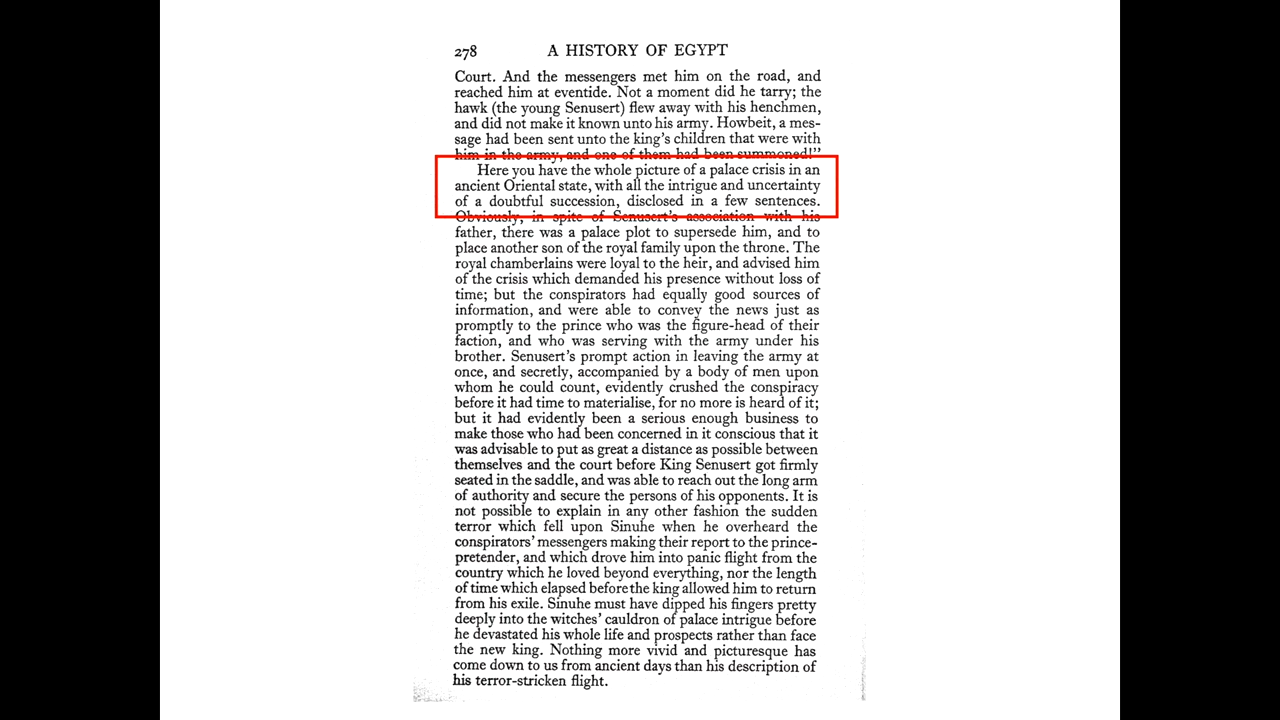 278 A HISTORY OF EGYPT
Court. And the messengers met him on the road, and
reached him at eventide. Not a moment did he tarry; the
hawk (the young Senusert) flew away with his henchmen,
and did not make it known unto his army. Howbeit, a mes-
sage had been sent unto the king's children that were with
him in the army, and one of them had been summoned!"
Here you have the whole picture of a palace crisis in an
ancient Oriental state, with all the intrigue and uncertainty
of a doubtful succession, disclosed in a few sentences.
Obviously, in spite of Senusert's association with his
father, there was a palace plot to supersede him, and to
place another son of the royal family upon the throne. The
royal chamberlains were loyal to the heir, and advised him
of the crisis which demanded his presence without loss of
time; but the conspirators had equally good sources of
information, and were able to convey the news just as
promptly to the prince who was the figure-head of their
faction, and who was serving with the army under his
brother. Senusert's prompt action in leaving the army at
once, and secretly, accompanied by a body of men upon
whom he could count, evidently crushed the conspiracy
before it had time to materialise, for no more is heard of it;
but it had evidently been a serious enough business to
make those who had been concerned in it conscious that it
was advisable to put as great a distance as possible between
themselves and the court before King Senusert got firmly
seated in the saddle, and was able to reach out the long arm
of authority and secure the persons of his opponents. It is
not possible to explain in any other fashion the sudden
terror which fell upon Sinuhe when he overheard the
conspirators' messengers making their report to the prince-
pretender, and which drove him into panic flight from the
country which he loved beyond everything, nor the length
of time which elapsed before the king allowed him to return
from his exile. Sinuhe must have dipped his fingers pretty
deeply into the witches' cauldron of palace intrigue before
he devastated his whole life and prospects rather than face
the new king. Nothing more vivid and picturesque has
come down to us from ancient days than his description of
his terror-stricken flight.